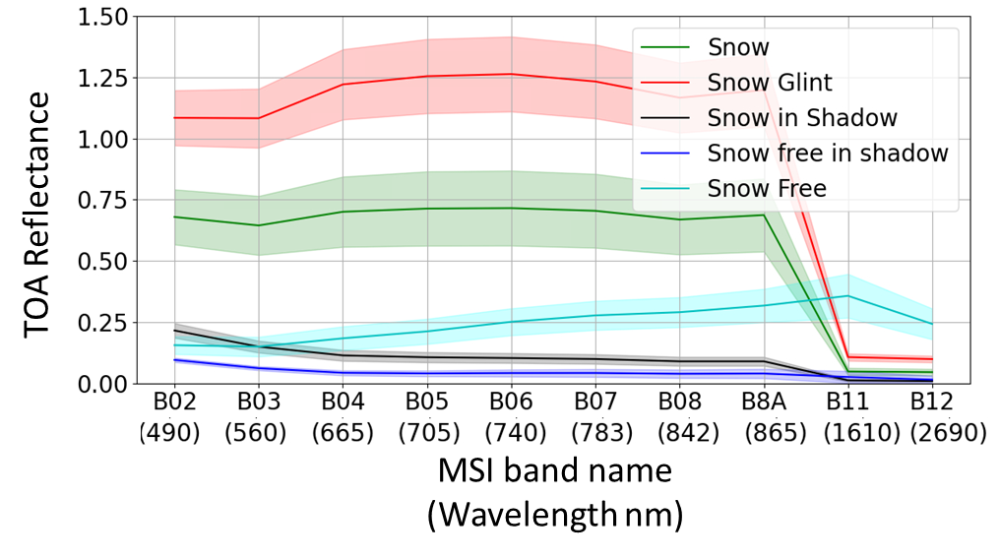 1.50
1.25
1.00
0.75
0.50
0.25
0.00
TOA Reflectance
Snow
Snow Glint
Snow in Shadow
Snow free in shadow
Snow Free
B02 B03 B04 B05 B06 B07 B08 B8A B11 B12
(490) (560) (665) (705) (740) (783) (842) (865) (1610) (2690)
MSI band name
(Wavelength nm)